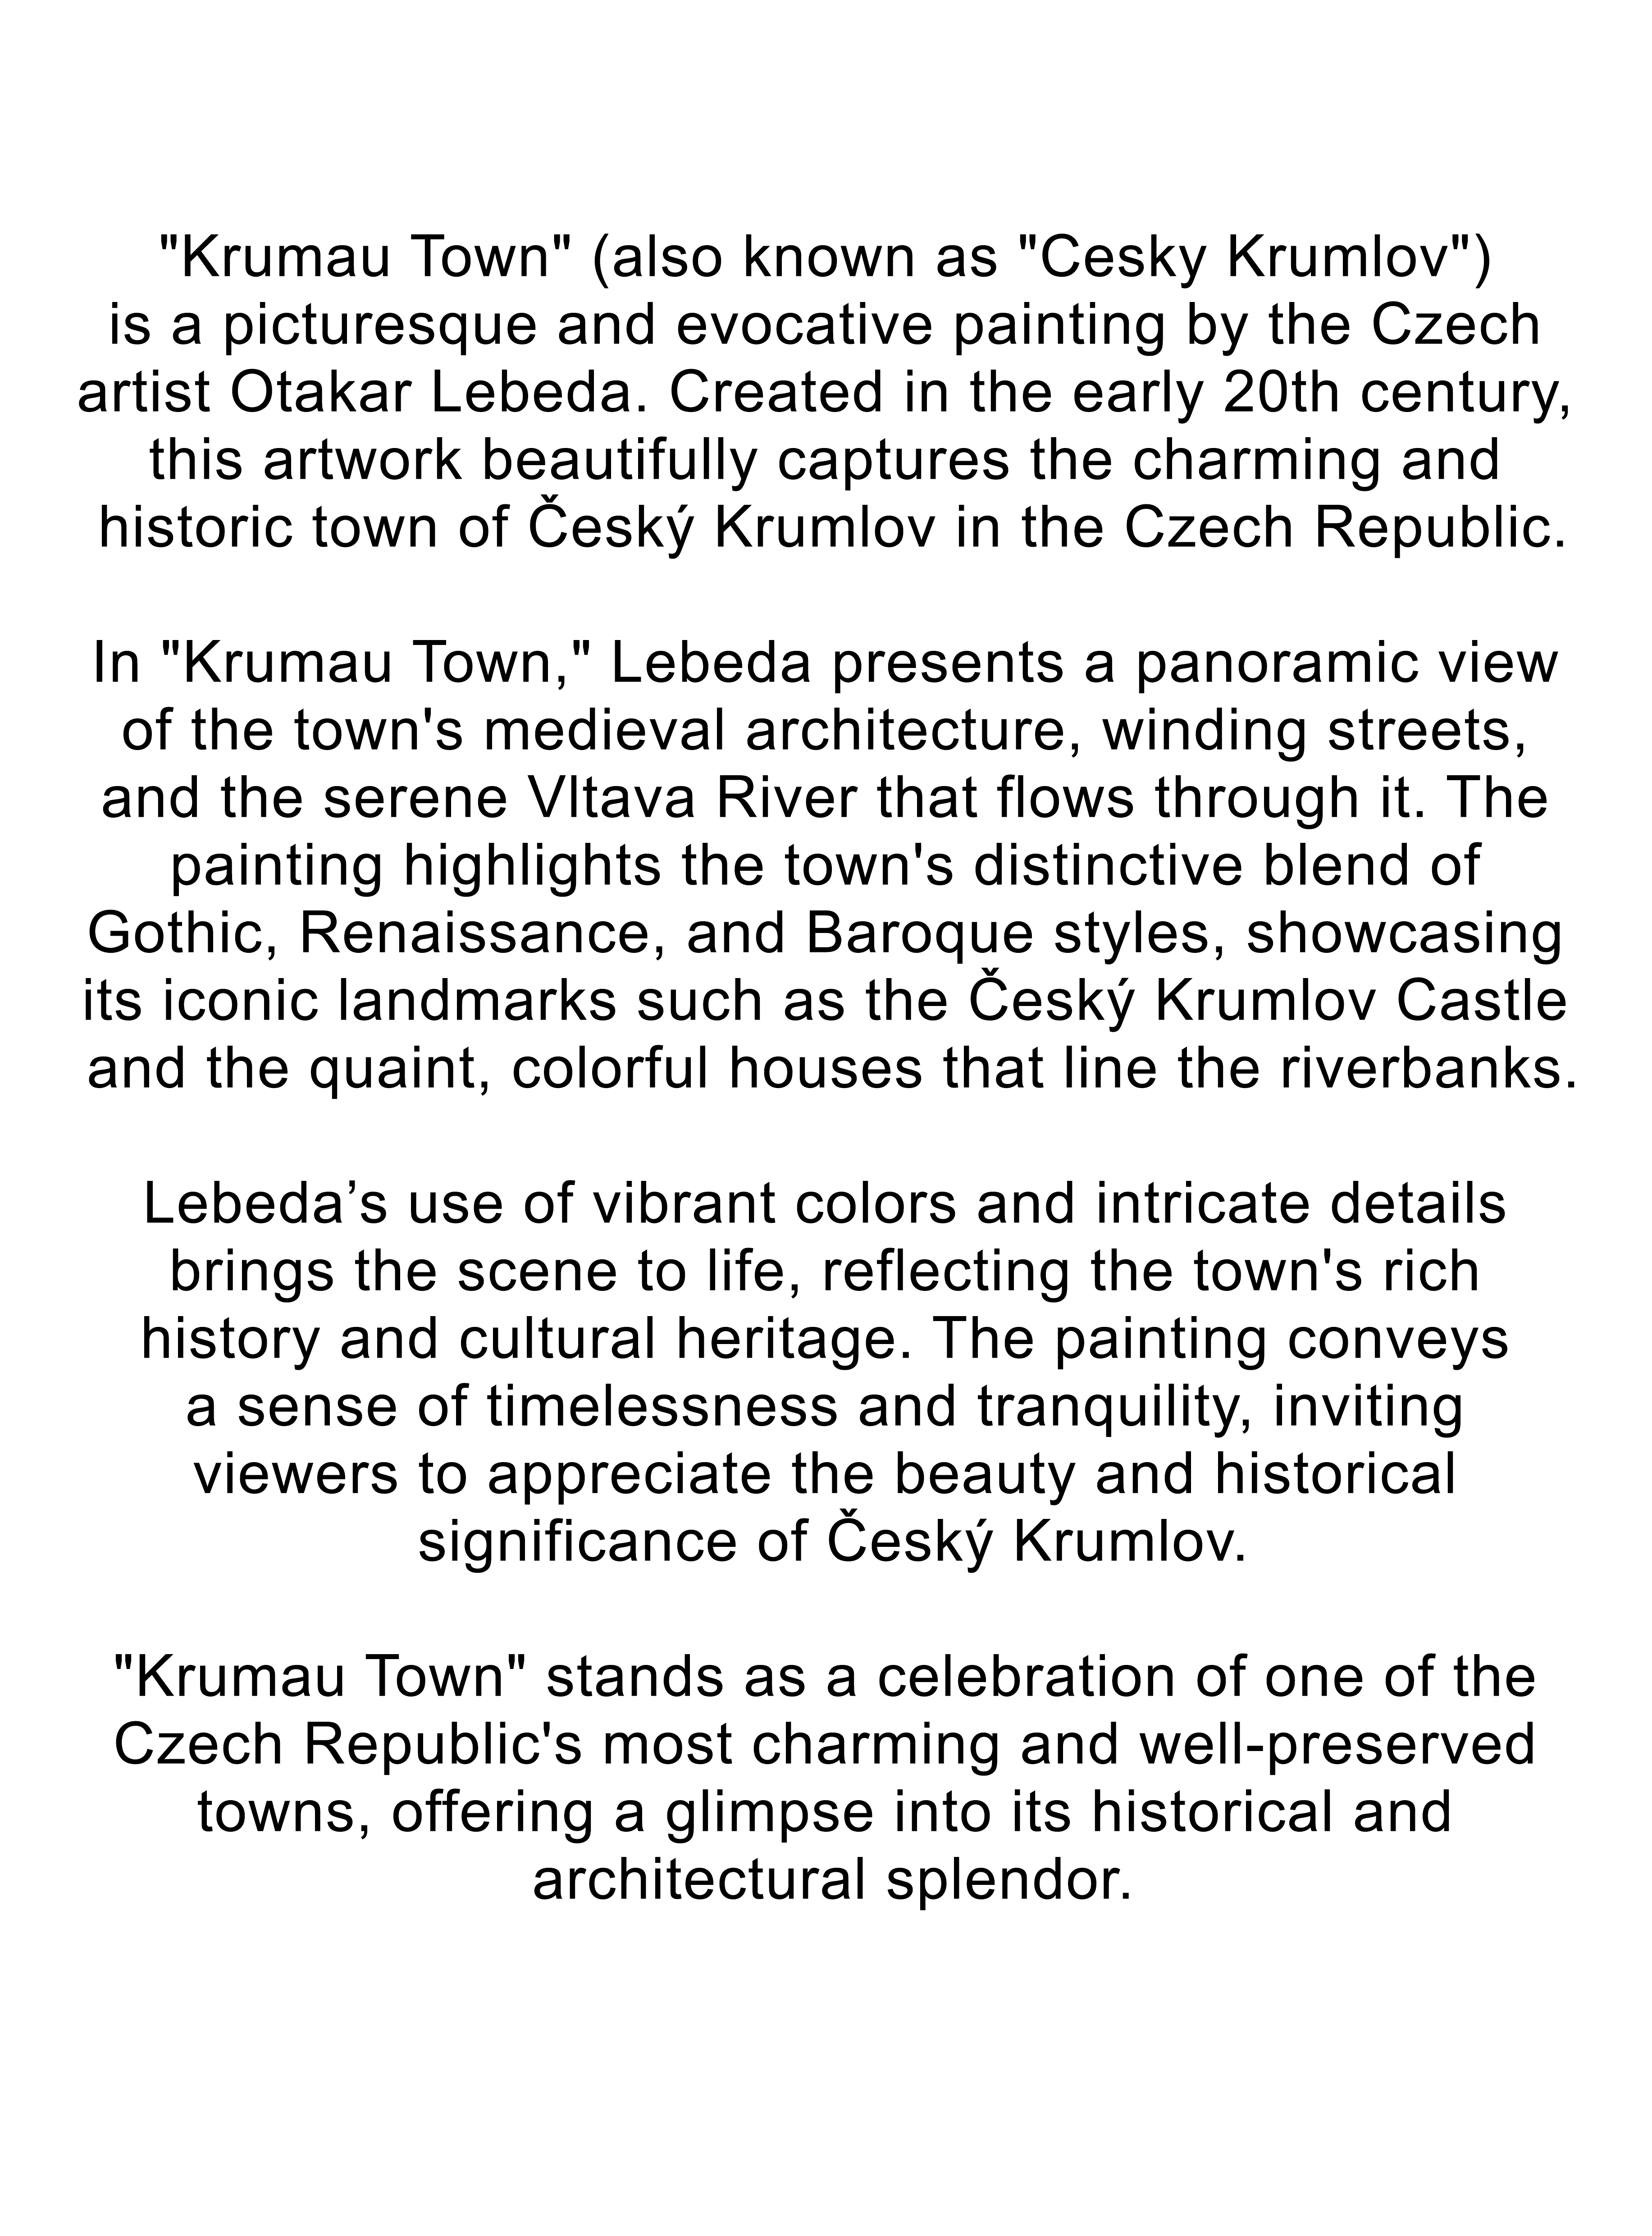 "Krumau Town" (also known as "Cesky Krumlov")
is a picturesque and evocative painting by the Czech
artist Otakar Lebeda. Created in the early 20th century,
this artwork beautifully captures the charming and
historic town of Český Krumlov in the Czech Republic.
In "Krumau Town," Lebeda presents a panoramic view
of the town's medieval architecture, winding streets,
and the serene Vltava River that flows through it. The
painting highlights the town's distinctive blend of
Gothic, Renaissance, and Baroque styles, showcasing
its iconic landmarks such as the Český Krumlov Castle
and the quaint, colorful houses that line the riverbanks.
Lebeda’s use of vibrant colors and intricate details
brings the scene to life, reflecting the town's rich
history and cultural heritage. The painting conveys
a sense of timelessness and tranquility, inviting
viewers to appreciate the beauty and historical
significance of Český Krumlov.
"Krumau Town" stands as a celebration of one of the
Czech Republic's most charming and well-preserved
towns, offering a glimpse into its historical and
architectural splendor.